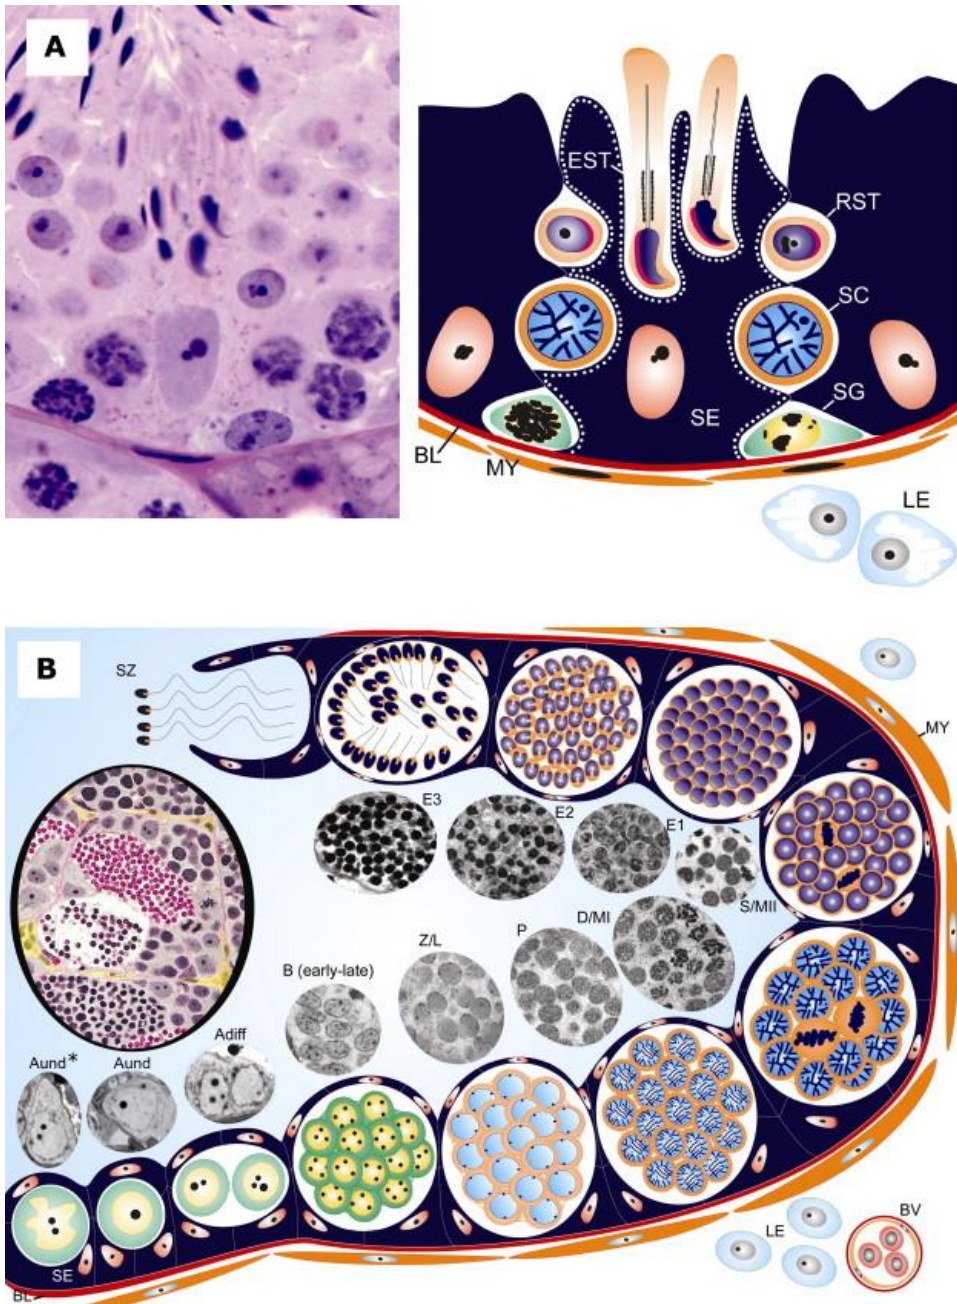 A
EST
RST
SC
SG
SE
BL
MY
LE
B
SZ
MY
E3
E2
E1
S/MII
D/MI
P
Z/L
B (early-late)
Adiff
Aund
Aund*
SE
BL
LE
BV